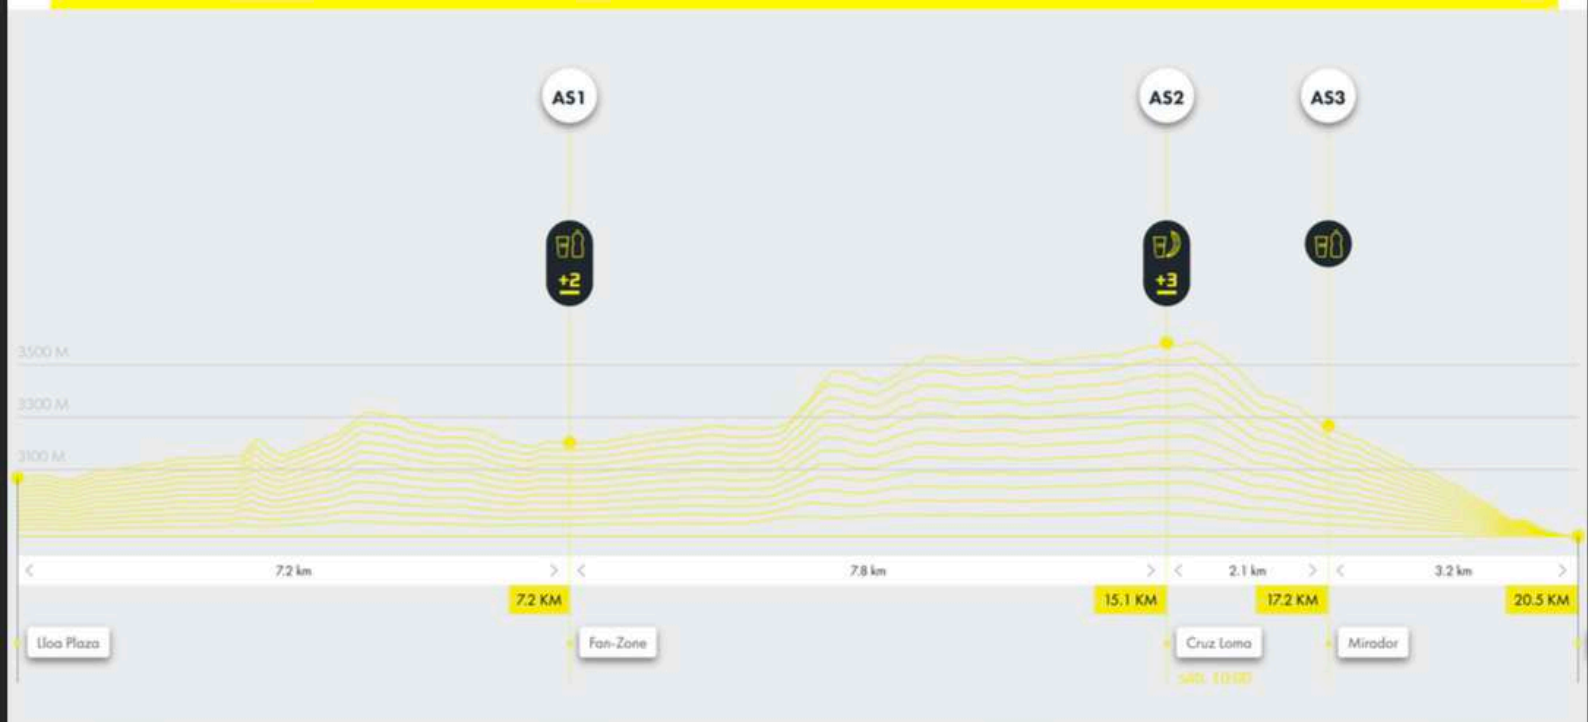 AS1
AS2
AS3
+2
+3
3500 M
3300 M
3100 M
7.2 km
7.8 km
2.1 km
3.2 km
7.2 KM
15.1 KM
17.2 KM
20.5 KM
Lloa Plaza
Fan-Zone
Cruz Loma
Mirador